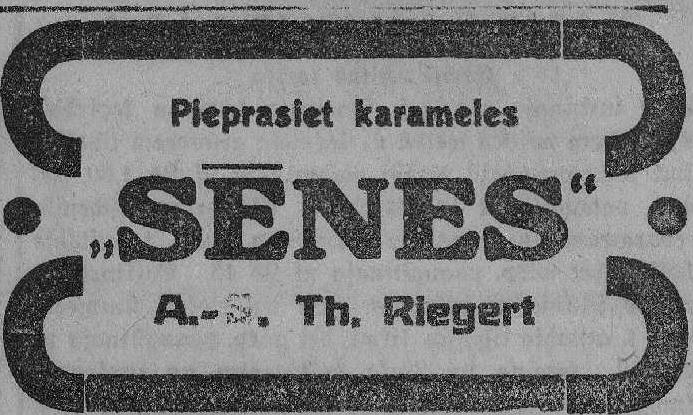 Pieprasiet karameles
„SĒNES“
A.-S. Th. Riegert